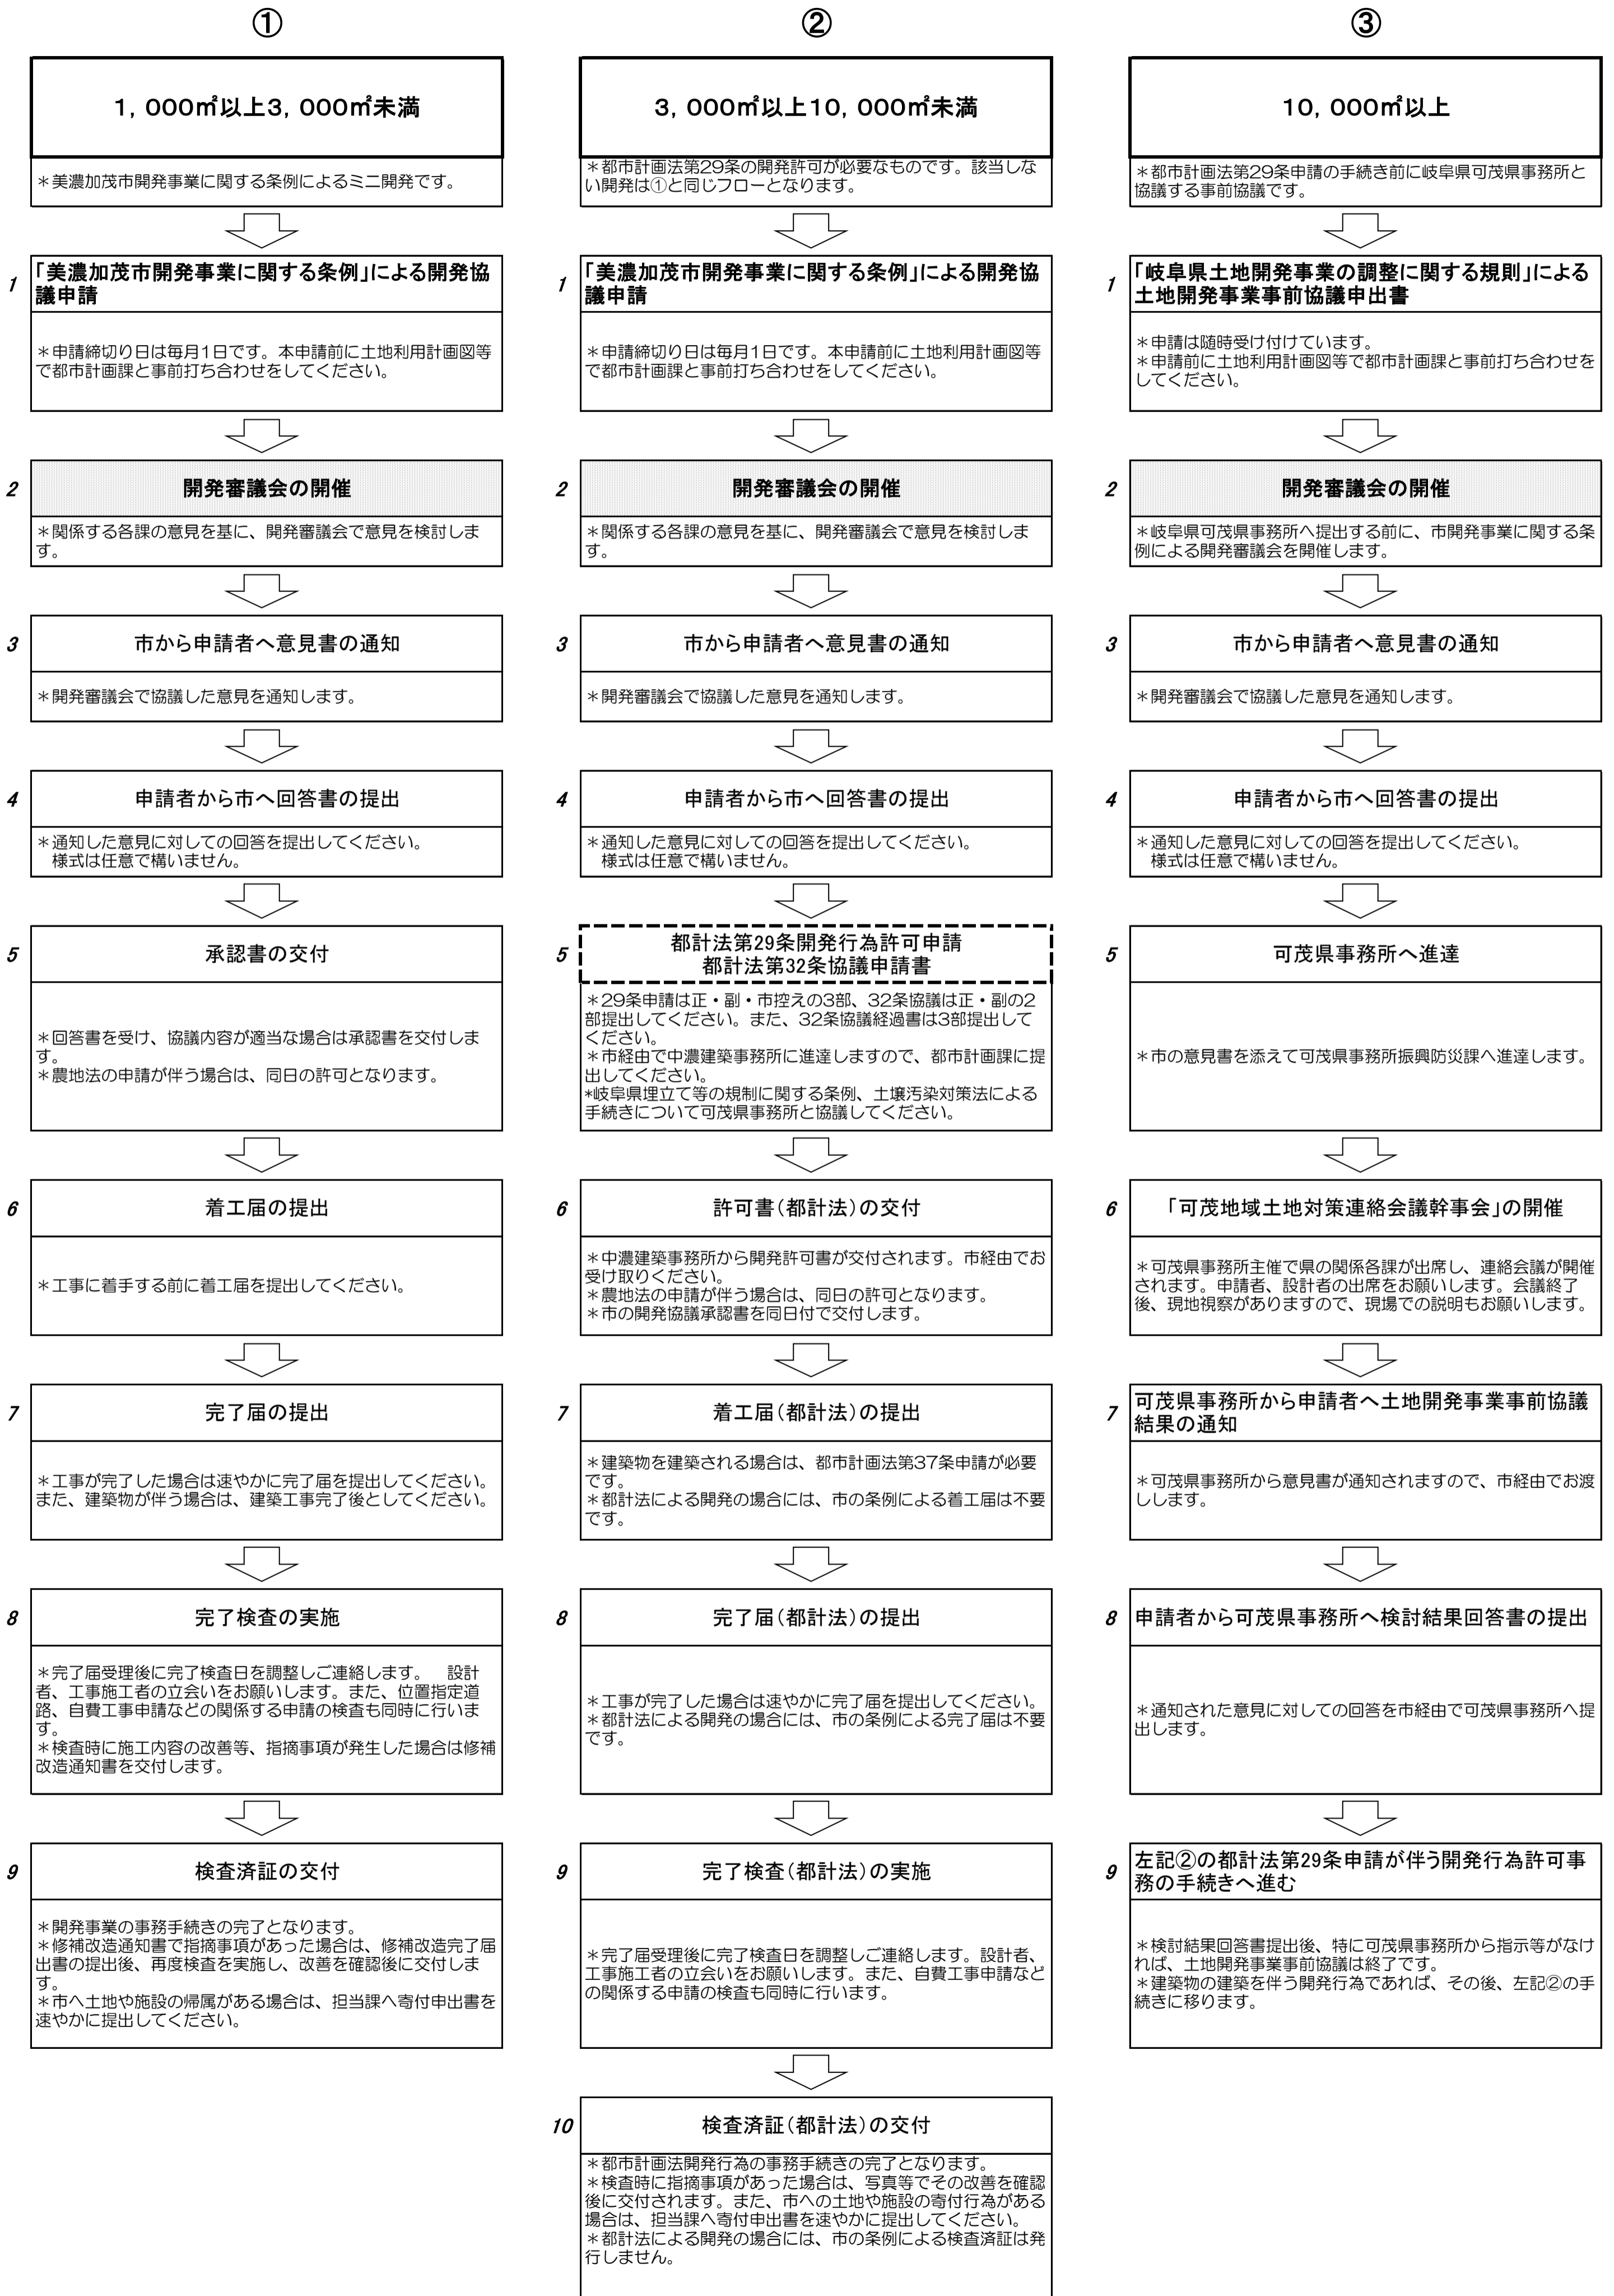 ①
1，000㎡以上3，000㎡未満
＊美濃加茂市開発事業に関する条例によるミニ開発です。
1
「美濃加茂市開発事業に関する条例」による開発協
議申請
＊申請締切り日は毎月1日です。本申請前に土地利用計画図等
で都市計画課と事前打ち合わせをしてください。
2
開発審議会の開催
＊関係する各課の意見を基に、開発審議会で意見を検討しま
す。
3
市から申請者へ意見書の通知
＊開発審議会で協議した意見を通知します。
4
申請者から市へ回答書の提出
＊通知した意見に対しての回答を提出してください。
様式は任意で構いません。
5
承認書の交付
＊回答書を受け、協議内容が適当な場合は承認書を交付しま
す。
＊農地法の申請が伴う場合は、同日の許可となります。
6
着工届の提出
＊工事に着手する前に着工届を提出してください。
7
完了届の提出
＊工事が完了した場合は速やかに完了届を提出してください。
また、建築物が伴う場合は、建築工事完了後としてください。
8
完了検査の実施
＊完了届受理後に完了検査日を調整しご連絡します。　設計
者、工事施工者の立会いをお願いします。また、位置指定道
路、自費工事申請などの関係する申請の検査も同時に行いま
す。
＊検査時に施工内容の改善等、指摘事項が発生した場合は修補
改造通知書を交付します。
9
検査済証の交付
＊開発事業の事務手続きの完了となります。
＊修補改造通知書で指摘事項があった場合は、修補改造完了届
出書の提出後、再度検査を実施し、改善を確認後に交付しま
す。
＊市へ土地や施設の帰属がある場合は、担当課へ寄付申出書を
速やかに提出してください。
②
3，000㎡以上10，000㎡未満
＊都市計画法第29条の開発許可が必要なものです。該当しな
い開発は①と同じフローとなります。
1
「美濃加茂市開発事業に関する条例」による開発協
議申請
＊申請締切り日は毎月1日です。本申請前に土地利用計画図等
で都市計画課と事前打ち合わせをしてください。
2
開発審議会の開催
＊関係する各課の意見を基に、開発審議会で意見を検討しま
す。
3
市から申請者へ意見書の通知
＊開発審議会で協議した意見を通知します。
4
申請者から市へ回答書の提出
＊通知した意見に対しての回答を提出してください。
様式は任意で構いません。
5
都計法第29条開発行為許可申請
都計法第32条協議申請書
＊29条申請は正・副・市控えの3部、32条協議は正・副の2
部提出してください。また、32条協議経過書は3部提出して
ください。
＊市経由で中濃建築事務所に進達しますので、都市計画課に提
出してください。
*岐阜県埋立て等の規制に関する条例、土壌汚染対策法による
手続きについて可茂県事務所と協議してください。
6
許可書（都計法）の交付
＊中濃建築事務所から開発許可書が交付されます。市経由でお
受け取りください。
＊農地法の申請が伴う場合は、同日の許可となります。
＊市の開発協議承認書を同日付で交付します。
7
着工届（都計法）の提出
＊建築物を建築される場合は、都市計画法第37条申請が必要
です。
＊都計法による開発の場合には、市の条例による着工届は不要
です。
8
完了届（都計法）の提出
＊工事が完了した場合は速やかに完了届を提出してください。
＊都計法による開発の場合には、市の条例による完了届は不要
です。
9
完了検査（都計法）の実施
＊完了届受理後に完了検査日を調整しご連絡します。設計者、
工事施工者の立会いをお願いします。また、自費工事申請など
の関係する申請の検査も同時に行います。
10
検査済証（都計法）の交付
＊都市計画法開発行為の事務手続きの完了となります。
＊検査時に指摘事項があった場合は、写真等でその改善を確認
後に交付されます。また、市への土地や施設の寄付行為がある
場合は、担当課へ寄付申出書を速やかに提出してください。
＊都計法による開発の場合には、市の条例による検査済証は発
行しません。
③
10，000㎡以上
＊都市計画法第29条申請の手続き前に岐阜県可茂県事務所と
協議する事前協議です。
1
「岐阜県土地開発事業の調整に関する規則」による
土地開発事業事前協議申出書
＊申請は随時受け付けています。
＊申請前に土地利用計画図等で都市計画課と事前打ち合わせを
してください。
2
開発審議会の開催
＊岐阜県可茂県事務所へ提出する前に、市開発事業に関する条
例による開発審議会を開催します。
3
市から申請者へ意見書の通知
＊開発審議会で協議した意見を通知します。
4
申請者から市へ回答書の提出
＊通知した意見に対しての回答を提出してください。
様式は任意で構いません。
5
可茂県事務所へ進達
＊市の意見書を添えて可茂県事務所振興防災課へ進達します。
6
「可茂地域土地対策連絡会議幹事会」の開催
＊可茂県事務所主催で県の関係各課が出席し、連絡会議が開催
されます。申請者、設計者の出席をお願いします。会議終了
後、現地視察がありますので、現場での説明もお願いします。
7
可茂県事務所から申請者へ土地開発事業事前協議
結果の通知
＊可茂県事務所から意見書が通知されますので、市経由でお渡
しします。
8
申請者から可茂県事務所へ検討結果回答書の提出
＊通知された意見に対しての回答を市経由で可茂県事務所へ提
出します。
9
左記②の都計法第29条申請が伴う開発行為許可事
務の手続きへ進む
＊検討結果回答書提出後、特に可茂県事務所から指示等がなけ
れば、土地開発事業事前協議は終了です。
＊建築物の建築を伴う開発行為であれば、その後、左記②の手
続きに移ります。